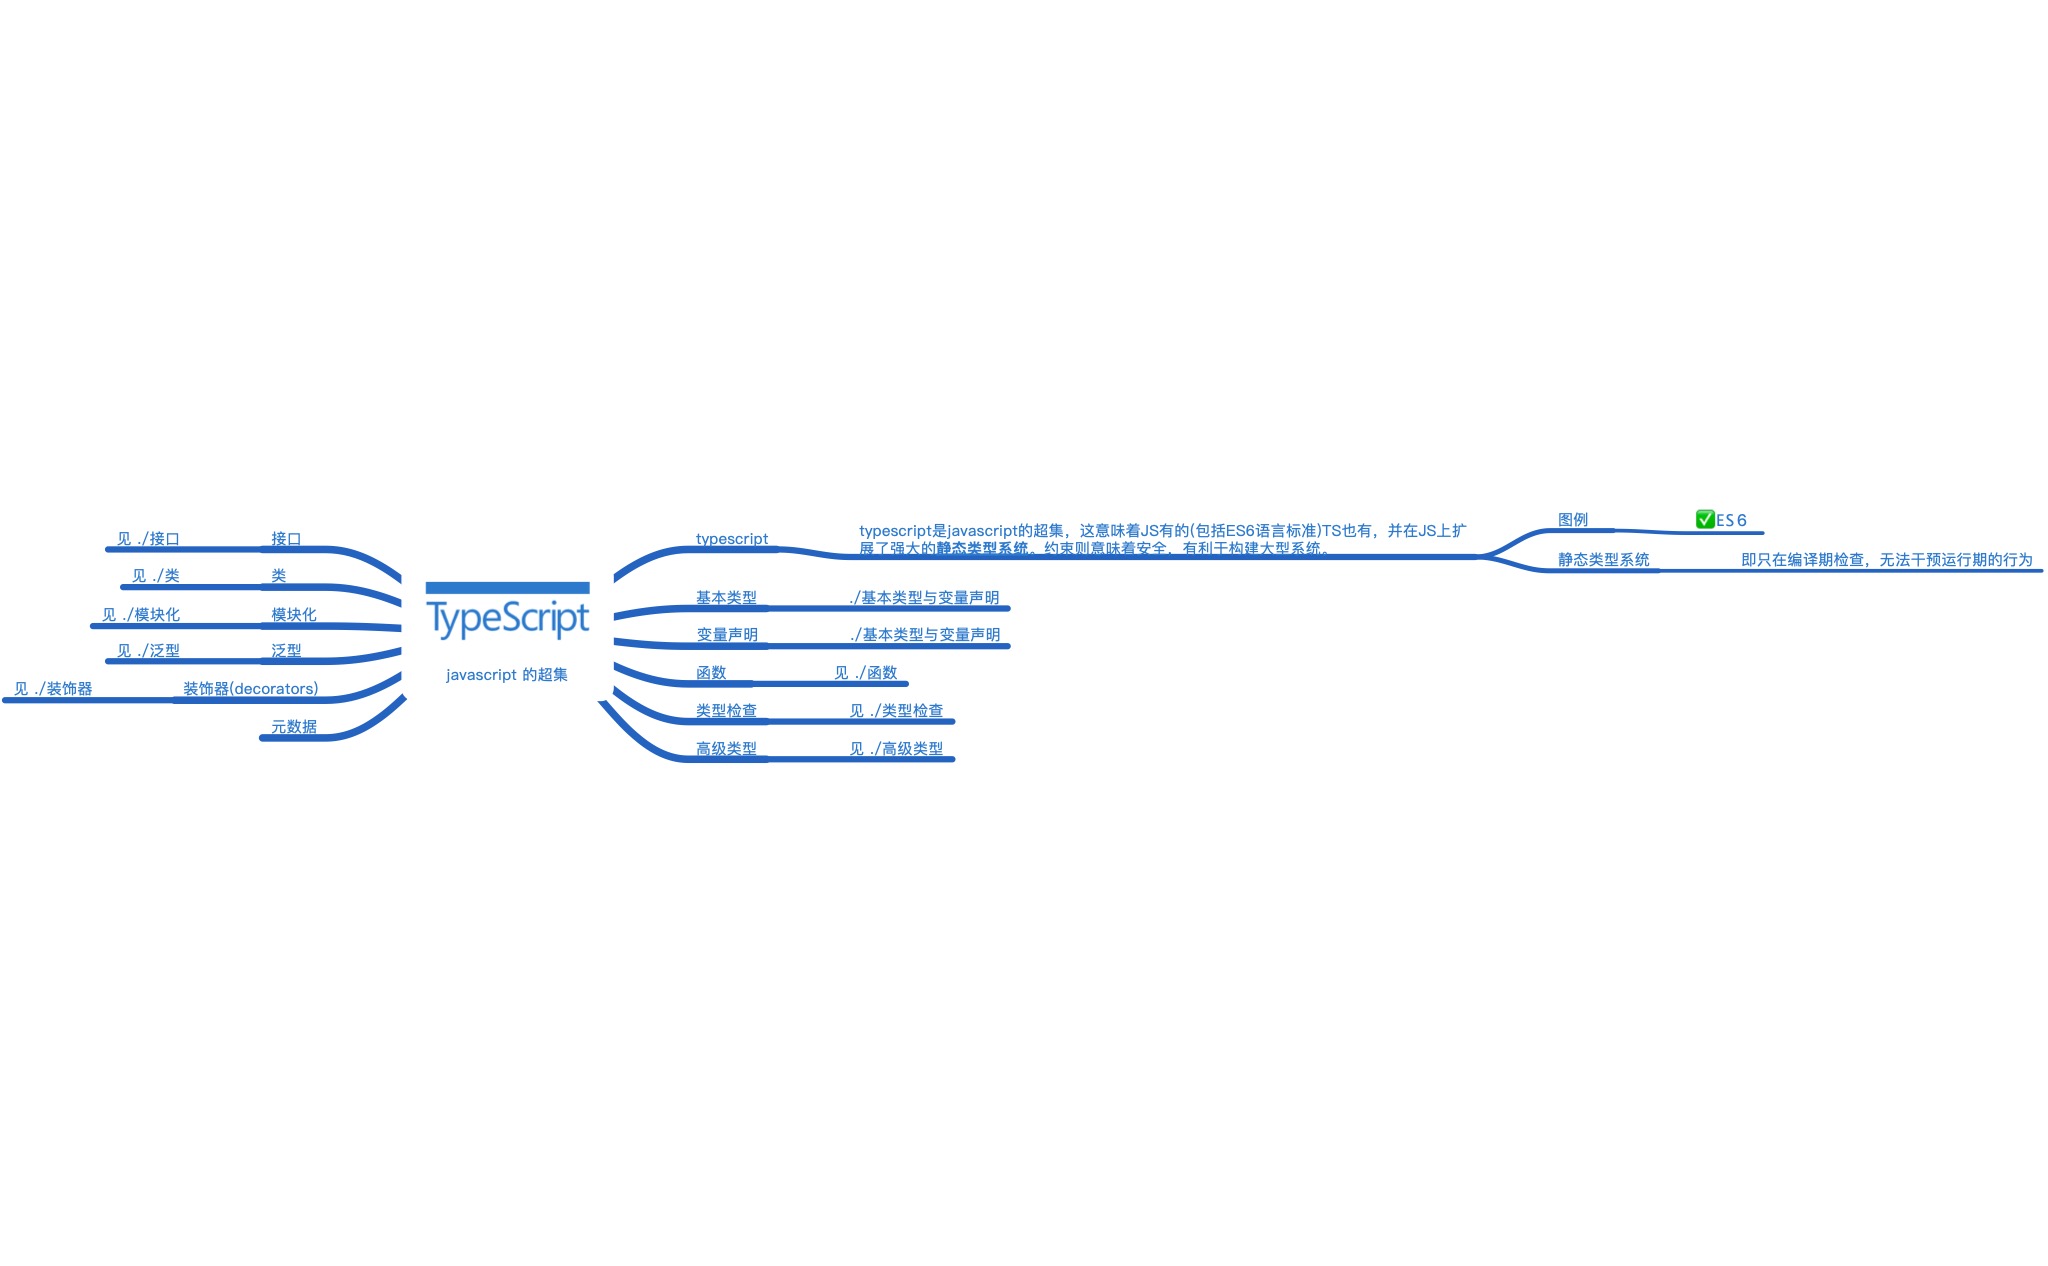 TypeScript
javascript 的超集
typescript
typescript是javascript的超集，这意味着JS有的(包括ES6语言标准)TS也有，并在JS上扩
展了强大的静态类型系统。约束则意味着安全，有利于构建大型系统。
图例
✅ES6
静态类型系统
即只在编译期检查，无法干预运行期的行为
基本类型
./基本类型与变量声明
变量声明
./基本类型与变量声明
函数
见 ./函数
类型检查
见 ./类型检查
高级类型
见 ./高级类型
接口
见 ./接口
类
见 ./类
模块化
见 ./模块化
泛型
见 ./泛型
装饰器(decorators)
见 ./装饰器
元数据